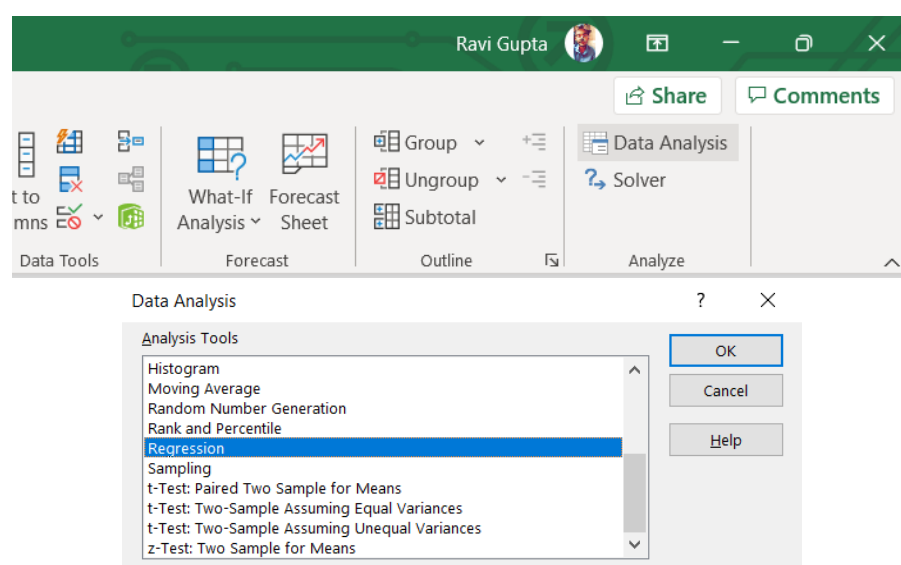 Ravi Gupta
Share Comments
Group
Data Analysis
Ungroup
Solver
t to
mns
What-If
Analysis
Forecast
Sheet
Subtotal
Data Tools Forecast Outline Analyze
Data Analysis ?
Analysis Tools
OK
Cancel
Help
Histogram
Moving Average
Random Number Generation
Rank and Percentile
Regression
Sampling
t-Test: Paired Two Sample for Means
t-Test: Two-Sample Assuming Equal Variances
t-Test: Two-Sample Assuming Unequal Variances
z-Test: Two Sample for Means